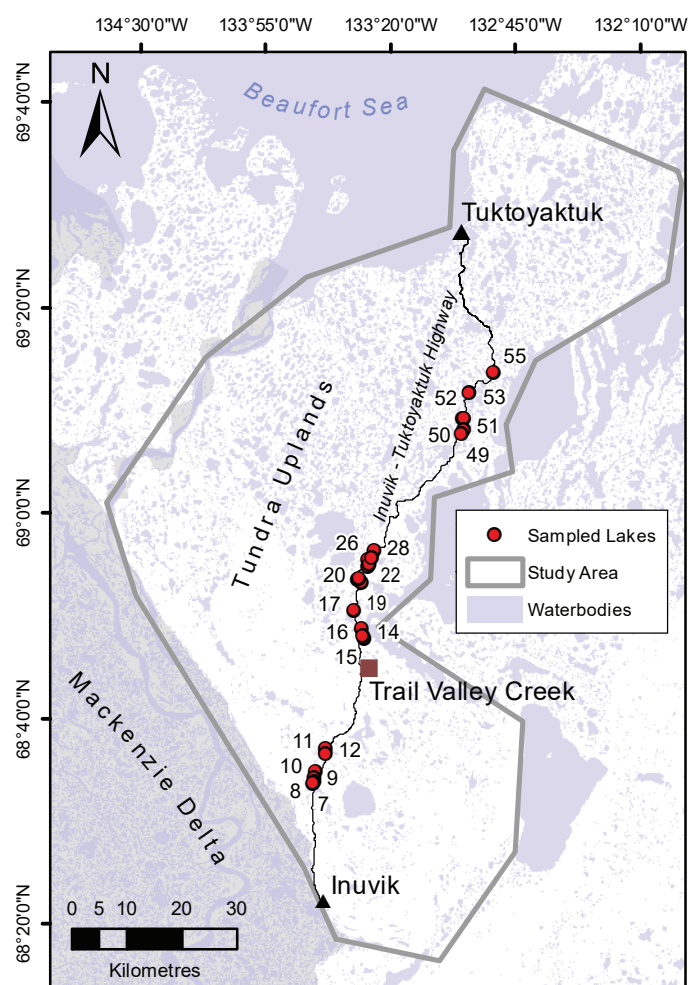 134°30'0"W 133°55'0"W 133°20'0"W 132°45'0"W 132°10'0"W
N
Beaufort Sea
69°40'0"N
Tuktoyaktuk
69°20'0"N
Inuvik - Tuktoyaktuk Highway
55
52 53
51
50
49
Tundra Uplands
69°0'0"N
26 28
20 22
19
17
16 14
15
Sampled Lakes
Study Area
Waterbodies
Trail Valley Creek
68°40'0"N
Mackenzie Delta
11 12
10
9
8 7
Inuvik
68°20'0"N
0 5 10 20 30
Kilometres